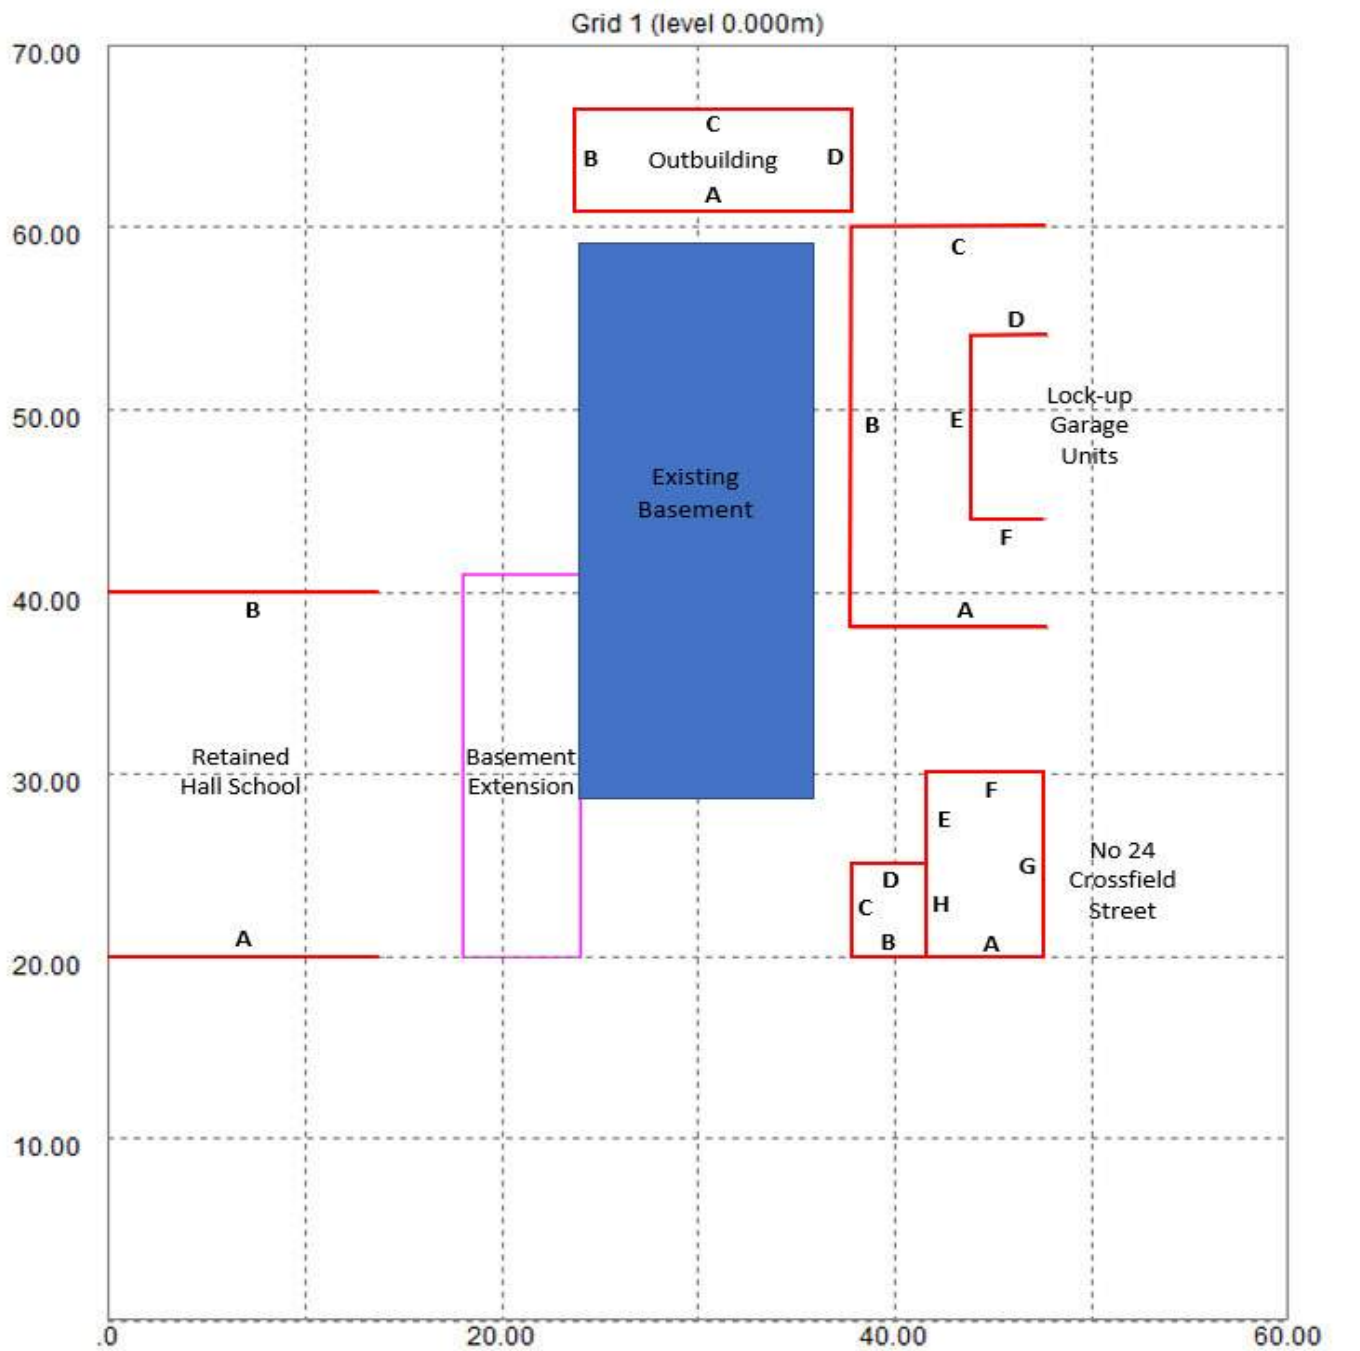 Grid 1 (level 0.000m)
70.00
C
B
Outbuilding
D
A
60.00
C
D
Lock-up
Garage
Units
50.00
B
E
Existing
Basement
F
40.00
B
A
Retained
Hall School
Basement
Extension
30.00
F
E
No 24
Crossfield
Street
G
D
C
H
B
A
A
20.00
10.00
.0
20.00
40.00
60.00